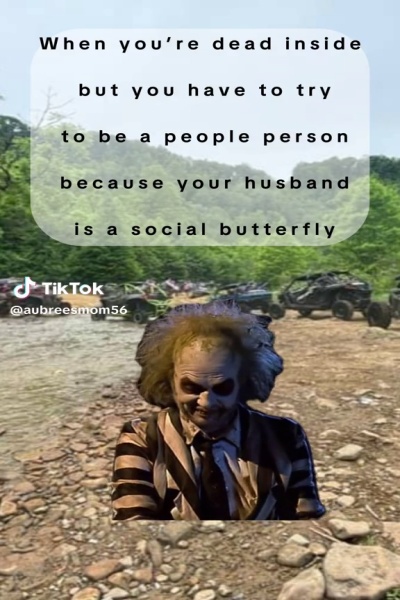 When you’re dead inside
but you have to try
to be a people person
because your husband
is a social butterfly
TikTok
@aubreesmom56